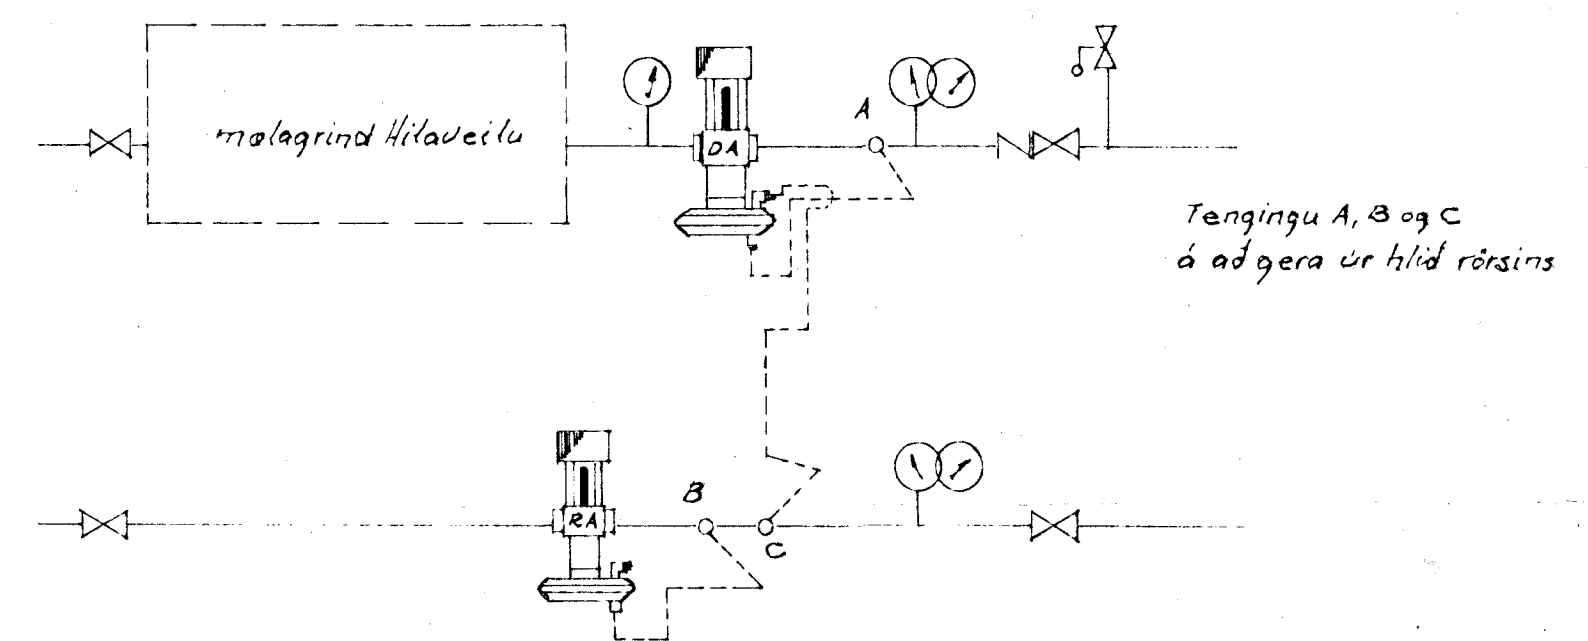 mælagrind Hitaveitu
DA
A
Tengingu A, B og C
á að gera úr hlið rörsins
B
RA
C